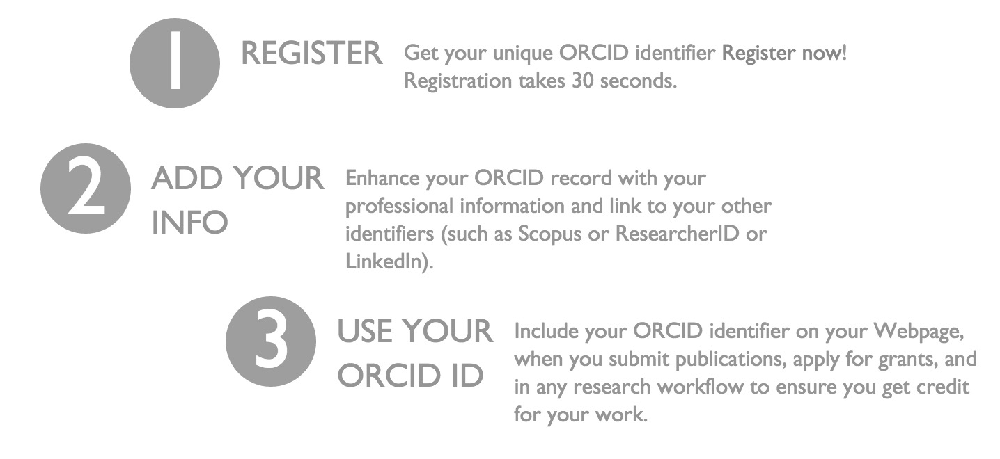 1 REGISTER Get your unique ORCID identifier Register now!
Registration takes 30 seconds.
2 ADD YOUR
INFO
Enhance your ORCID record with your
professional information and link to your other
identifiers (such as Scopus or ResearcherID or
LinkedIn).
3 USE YOUR
ORCID ID
Include your ORCID identifier on your Webpage,
when you submit publications, apply for grants, and
in any research workflow to ensure you get credit
for your work.